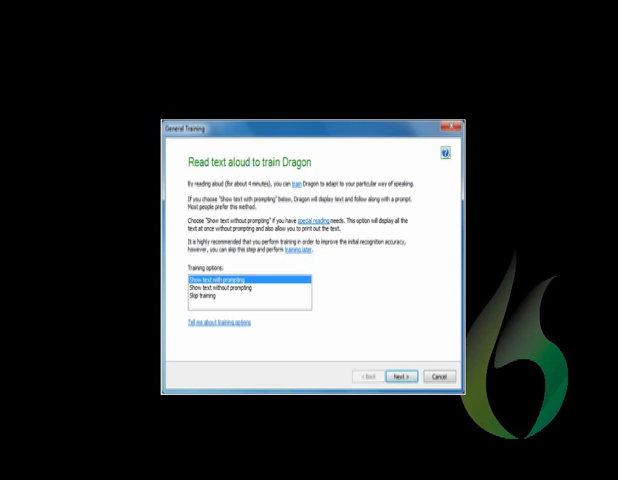 General Training
Read text aloud to train Dragon
By reading aloud (for about 4 minutes), you can train Dragon to adapt to your particular way of speaking.
If you choose "Show text with prompting" below, Dragon will display text and follow along with a prompt.
Most people prefer this method.
Choose "Show text without prompting" if you have special reading needs. This option will display all the
text at once without prompting and also allow you to print out the text.
It is highly recommended that you perform training in order to improve the initial recognition accuracy,
however, you can skip this step and perform training later.
Training options:
Show text with prompting
Show text without prompting
Skip training
Tell me about training options
< Back Next > Cancel